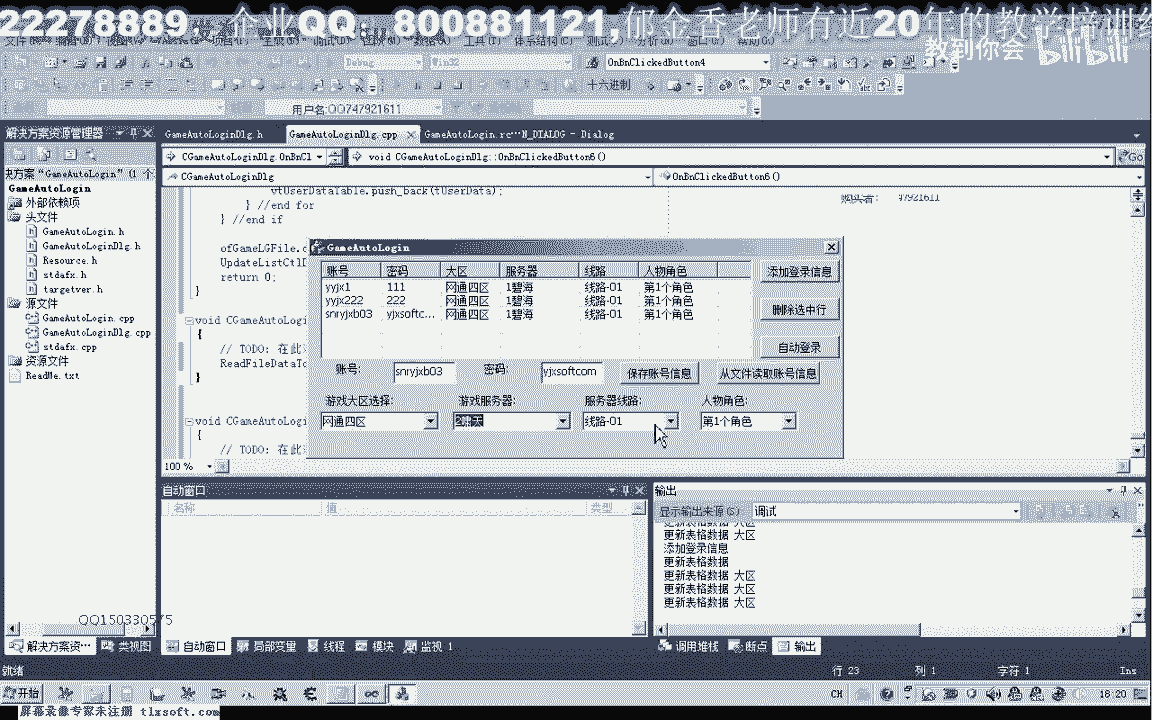 22278889  企业QQ：800881121,郁金香老师有近20年的教学培训
教到你会 bilibili
Debug Win32 OnBnClickedButton4
十六进制
用户名:QQ747921611
解决方案资源管理器
GameAutoLoginDlg.h GameAutoLoginDlg.cpp GameAutoLogin.rc…N_DIALOG - Dialog
CGameAutoLoginDlg.OnBnCl void CGameAutoLoginDlg::OnBnClickedButton6() Go
CGameAutoLoginDlg OnBnClickedButton6()
决方案“GameAutoLogin”(1 个
GameAutoLogin
外部依赖项
头文件
GameAutoLogin.h
GameAutoLoginDlg.h
Resource.h
stdafx.h
targetver.h
源文件
GameAutoLogin.cpp
GameAutoLoginDlg.cpp
stdafx.cpp
资源文件
ReadMe.txt
vtUserDataTable.push_back(tUserData);
购买者:
} //end for
} //end if
ofGameLGFile.c
UpdateListCtlD
return 0;
}
void CGameAutoLogi
{
// TODO: 在此
ReadFileDataTo
}
void CGameAutoLogi
{
// TODO: 在此
100 %
GameAutoLogin
账号 密码 大区 服务器 线路 人物角色
yyjx1 111 网通四区 1碧海 线路-01 第1个角色
yyjx222 222 网通四区 1碧海 线路-01 第1个角色
snryjxb03 yjxsoftc... 网通四区 1碧海 线路-01 第1个角色
添加登录信息
删除选中行
自动登录
账号: snryjxb03 密码: yjxsoftcom 保存账号信息 从文件读取账号信息
游戏大区选择: 游戏服务器: 服务器线路: 人物角色:
网通四区 线路-01 第1个角色
自动窗口
名称 值 类型
输出
显示输出来源(S): 调试
更新表格数据 大区
更新表格数据 大区
添加登录信息
更新表格数据
更新表格数据 大区
更新表格数据 大区
更新表格数据 大区
QQ150330575
解决方案资… 类视图 自动窗口 局部变量 线程 模块 监视 1 调用堆栈 断点 输出
就绪 行 23 列 1 字符 1 Ins
开始 CH 18:20
屏幕录像专家未注册 tlxsoft.com